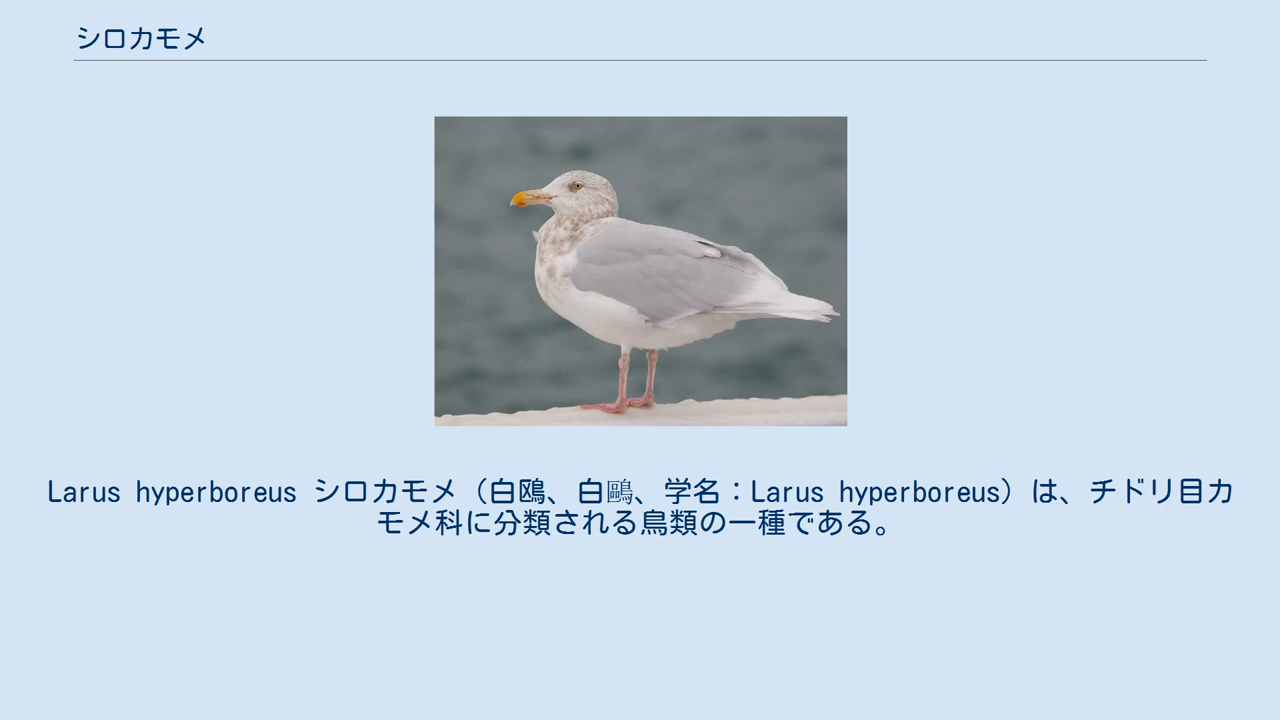 シロカモメ
Larus hyperboreus シロカモメ（白鴎、白鷗、学名：Larus hyperboreus）は、チドリ目カ
モメ科に分類される鳥類の一種である。